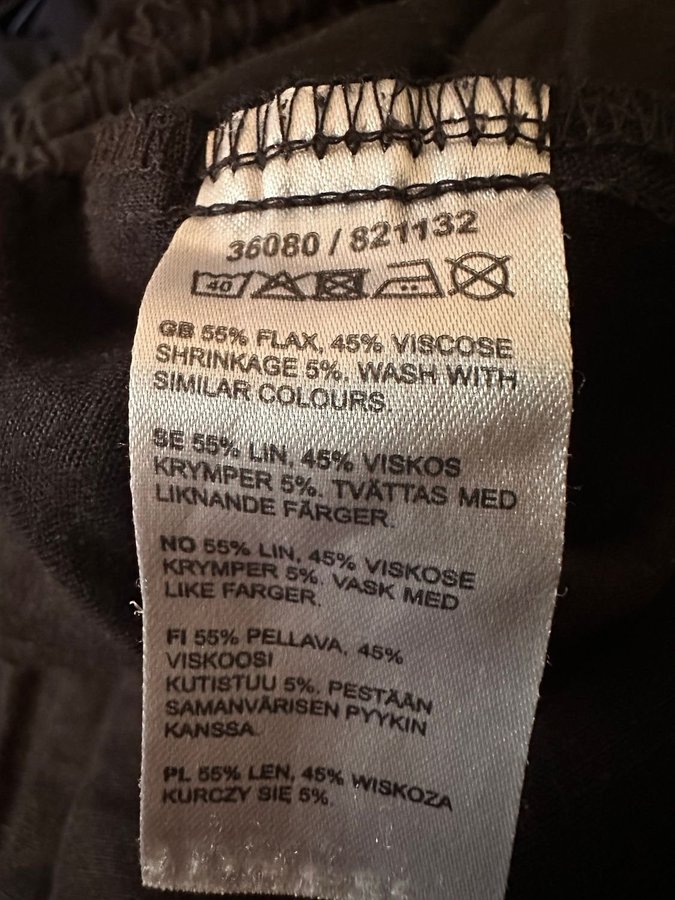 36080 / 821132
40
GB 55% FLAX, 45% VISCOSE
SHRINKAGE 5%. WASH WITH
SIMILAR COLOURS.
SE 55% LIN, 45% VISKOS
KRYMPER 5%. TVÄTTAS MED
LIKNANDE FÄRGER.
NO 55% LIN, 45% VISKOSE
KRYMPER 5%. VASK MED
LIKE FARGER.
FI 55% PELLAVA, 45%
VISKOOSI
KUTISTUU 5%. PESTÄÄN
SAMANVÄRISEN PYYKIN
KANSSA.
PL 55% LEN, 45% WISKOZA
KURCZY SIĘ 5%.